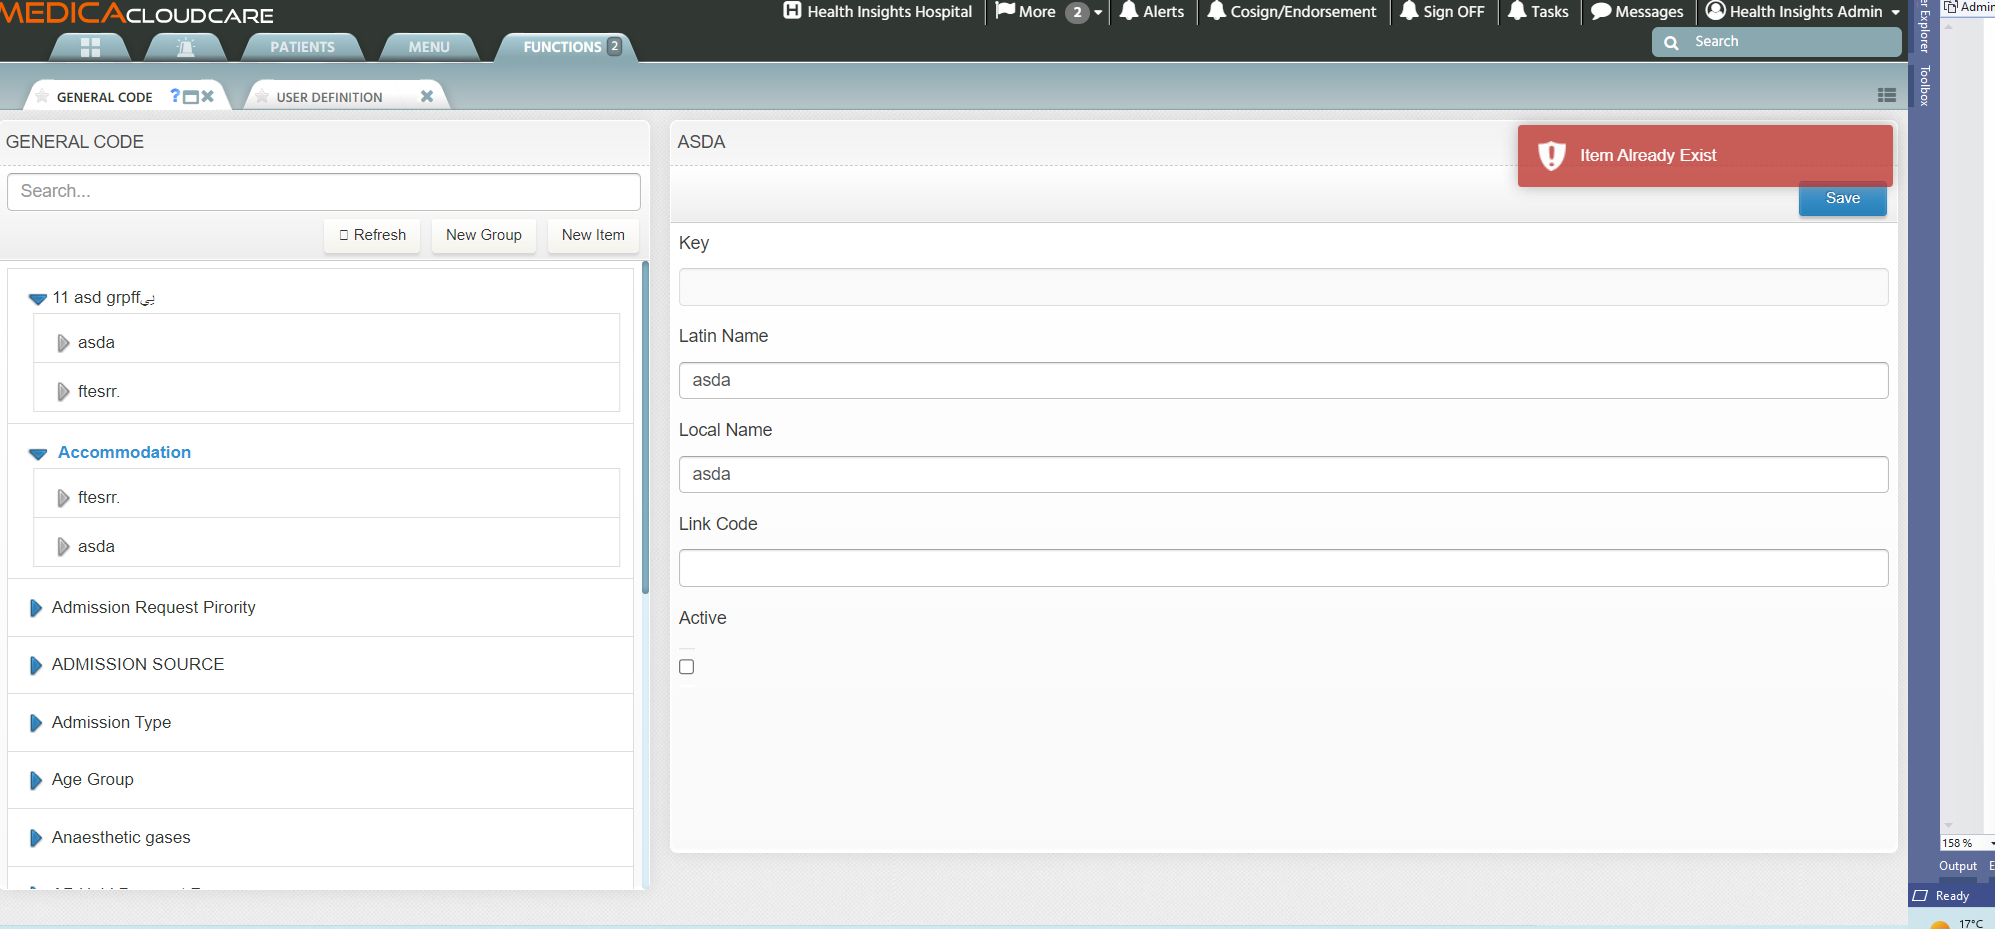 MEDICACLOUDCARE
Health Insights Hospital
More 2
Alerts
Cosign/Endorsement
Sign OFF
Tasks
Messages
Health Insights Admin
PATIENTS
MENU
FUNCTIONS 2
Search
GENERAL CODE ?
USER DEFINITION
GENERAL CODE
Search...
Refresh
New Group
New Item
11 asd grpff
asda
ftesrr.
Accommodation
ftesrr.
asda
Admission Request Pirority
ADMISSION SOURCE
Admission Type
Age Group
Anaesthetic gases
ASDA
Item Already Exist
Save
Key
Latin Name
asda
Local Name
asda
Link Code
Active
Admin
er Explorer
Toolbox
158 %
Output
E
Ready
17°C